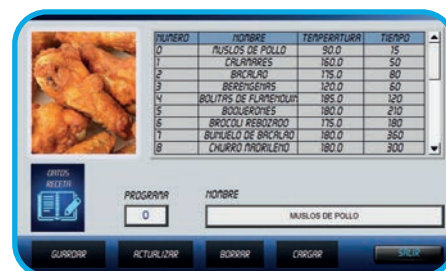 NUMERO NOMBRE TEMPERATURA TIEMPO
0 MUSLOS DE POLLO 90.0 15
1 CALAMARES 160.0 50
2 BACALAO 175.0 80
3 BERENGENAS 120.0 60
4 BOLITAS DE FLAMENQUIN 185.0 120
5 BOQUERONES 180.0 210
6 BROCOLI REBOZADO 175.0 180
7 BUÑUELO DE BACALAO 180.0 360
8 CHURRO MADRILEÑO 180.0 300
DATOS
RECETA
PROGRAMA NOMBRE
0 MUSLOS DE POLLO
GUARDAR ACTUALIZAR BORRAR CARGAR SALIR